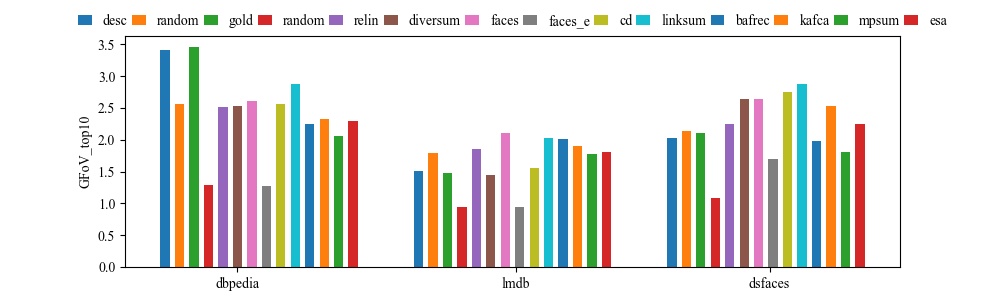 desc random gold random relin diversum faces faces_e cd linksum bafrec kafca mpsum esa
3.5
3.0
2.5
2.0
1.5
1.0
0.5
0.0
GFoV_top10
dbpedia lmdb dsfaces